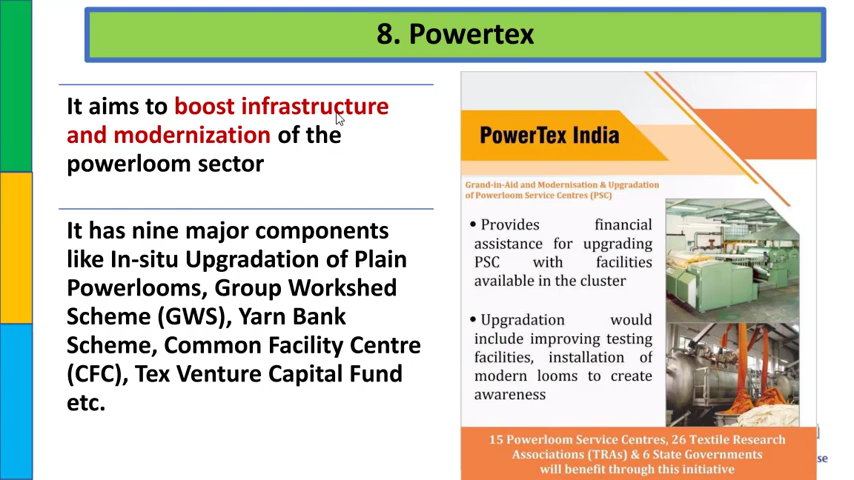 8. Powertex
It aims to boost infrastructure
and modernization of the
powerloom sector
It has nine major components
like In-situ Upgradation of Plain
Powerlooms, Group Workshed
Scheme (GWS), Yarn Bank
Scheme, Common Facility Centre
(CFC), Tex Venture Capital Fund
etc.
PowerTex India
Grand-in-Aid and Modernisation & Upgradation
of Powerloom Service Centres (PSC)
• Provides financial
assistance for upgrading
PSC with facilities
available in the cluster
• Upgradation would
include improving testing
facilities, installation of
modern looms to create
awareness
15 Powerloom Service Centres, 26 Textile Research
Associations (TRAs) & 6 State Governments
will benefit through this initiative